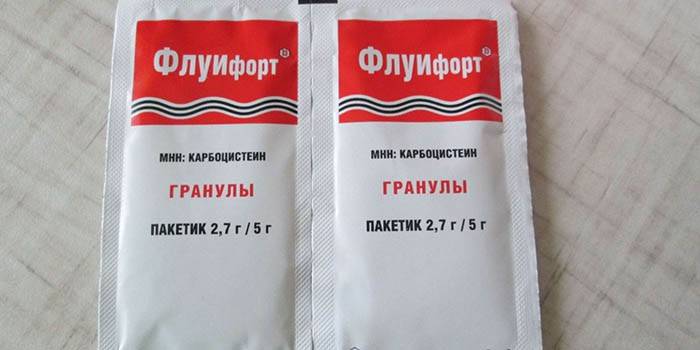 Флуифорт®
МНН: КАРБОЦИСТЕИН
ГРАНУЛЫ
ПАКЕТИК 2,7 г / 5 г
Флуифорт®
МНН: КАРБОЦИСТЕИН
ГРАНУЛЫ
ПАКЕТИК 2,7 г / 5 г